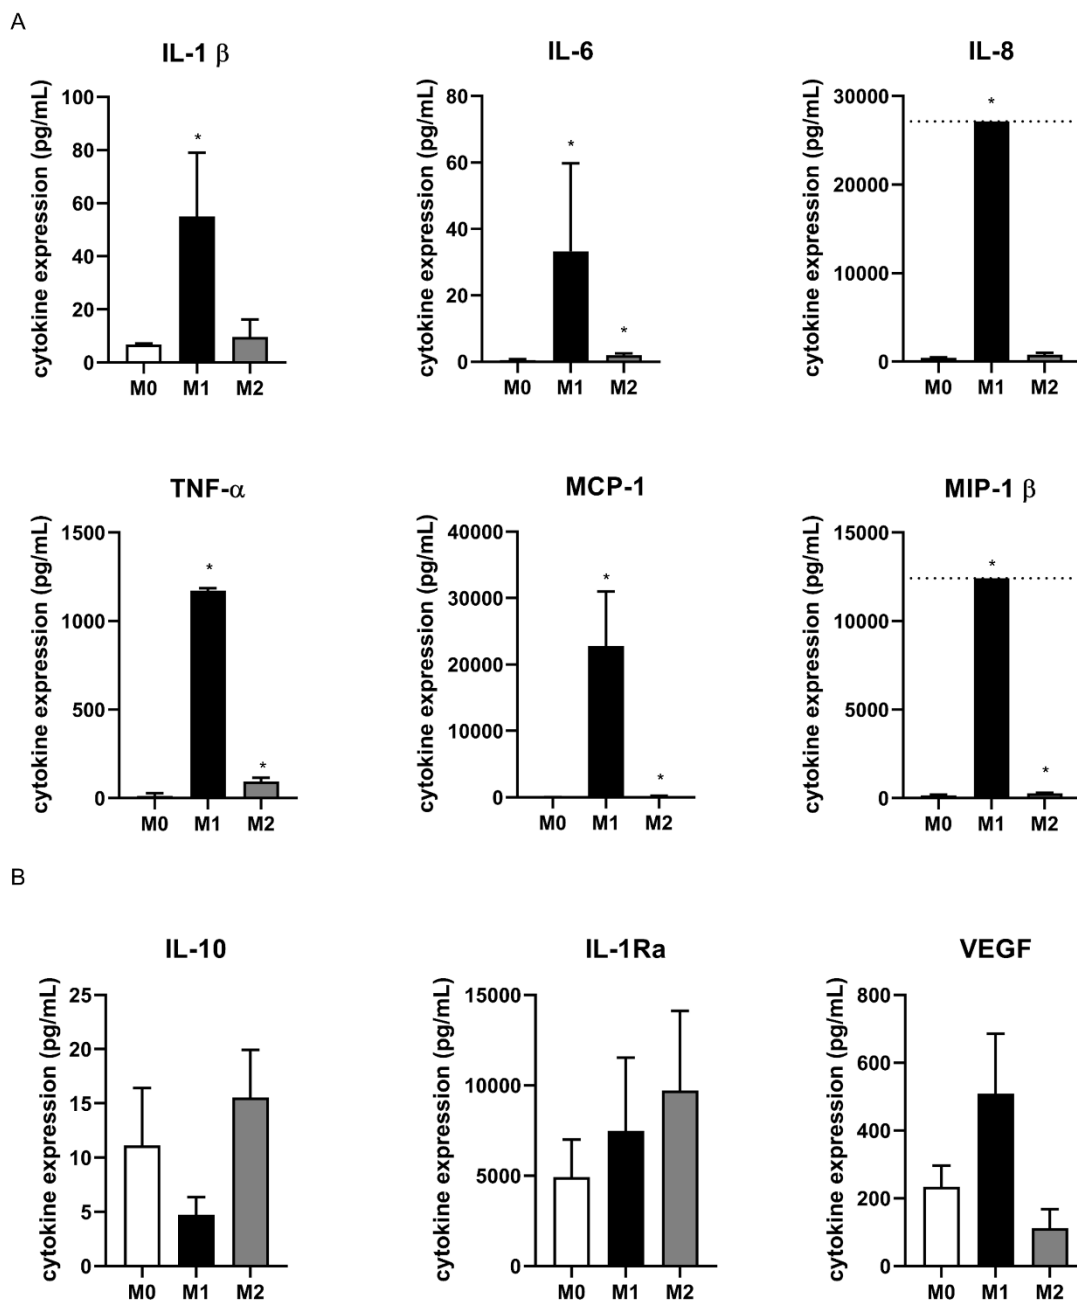 A
IL-1 β
cytokine expression (pg/mL)
100
80
60
40
20
0
*
M0 M1 M2
IL-6
cytokine expression (pg/mL)
80
60
40
20
0
*
*
M0 M1 M2
IL-8
cytokine expression (pg/mL)
30000
20000
10000
0
*
M0 M1 M2
TNF-α
cytokine expression (pg/mL)
1500
1000
500
0
*
*
M0 M1 M2
MCP-1
cytokine expression (pg/mL)
40000
30000
20000
10000
0
*
*
M0 M1 M2
MIP-1 β
cytokine expression (pg/mL)
15000
10000
5000
0
*
*
M0 M1 M2
B
IL-10
cytokine expression (pg/mL)
25
20
15
10
5
0
M0 M1 M2
IL-1Ra
cytokine expression (pg/mL)
15000
10000
5000
0
M0 M1 M2
VEGF
cytokine expression (pg/mL)
800
600
400
200
0
M0 M1 M2